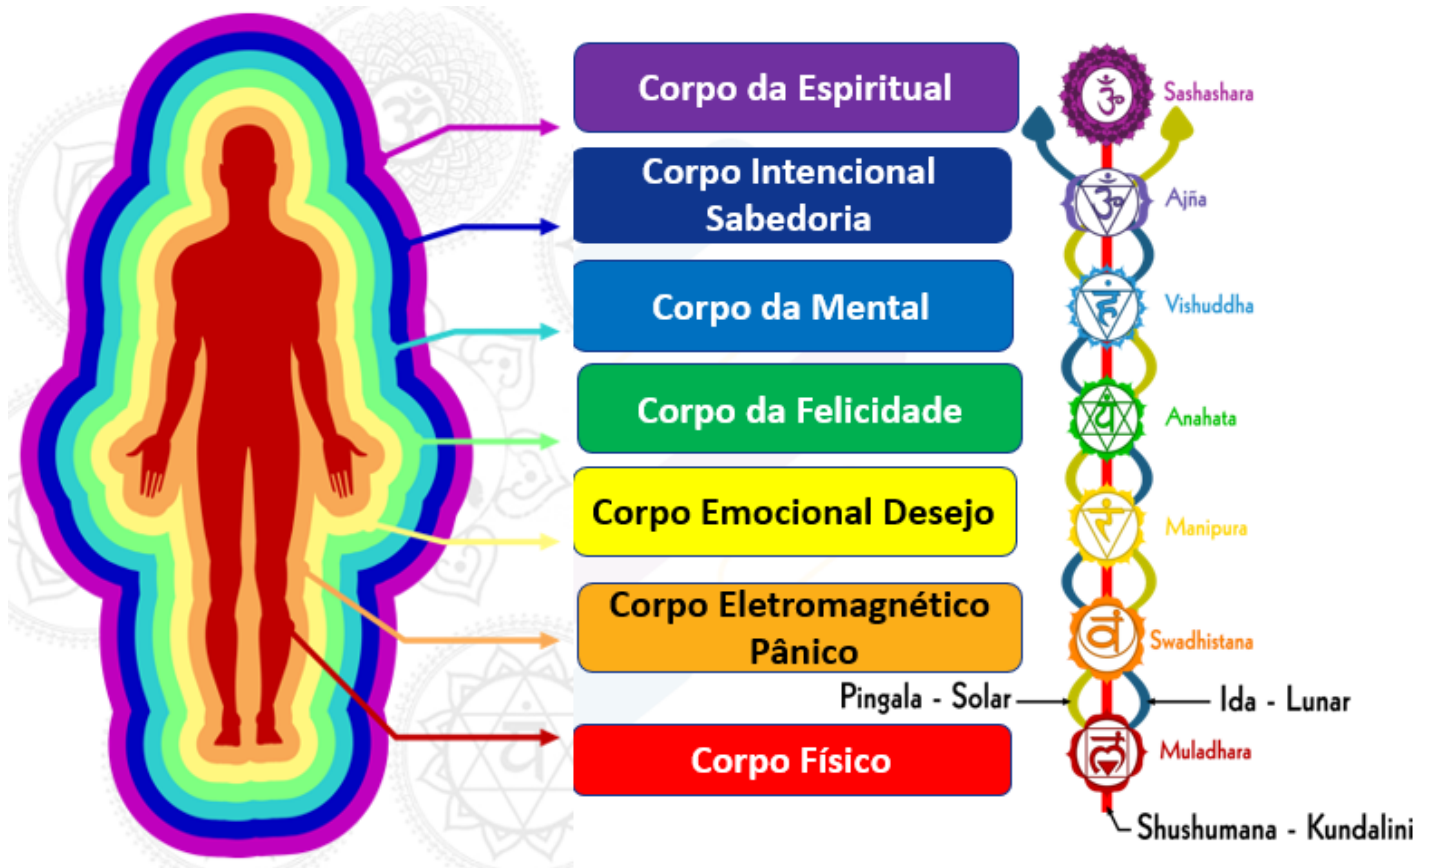 Corpo da Espiritual
Sashashara
Corpo Intencional
Sabedoria
Ajña
Corpo da Mental
Vishuddha
Corpo da Felicidade
Anahata
Corpo Emocional Desejo
Manipura
Corpo Eletromagnético
Pânico
Swadhistana
Pingala - Solar
Ida - Lunar
Corpo Físico
Muladhara
Shushumana - Kundalini
ॐ
ॐ
हं
यं
रं
वं
लं